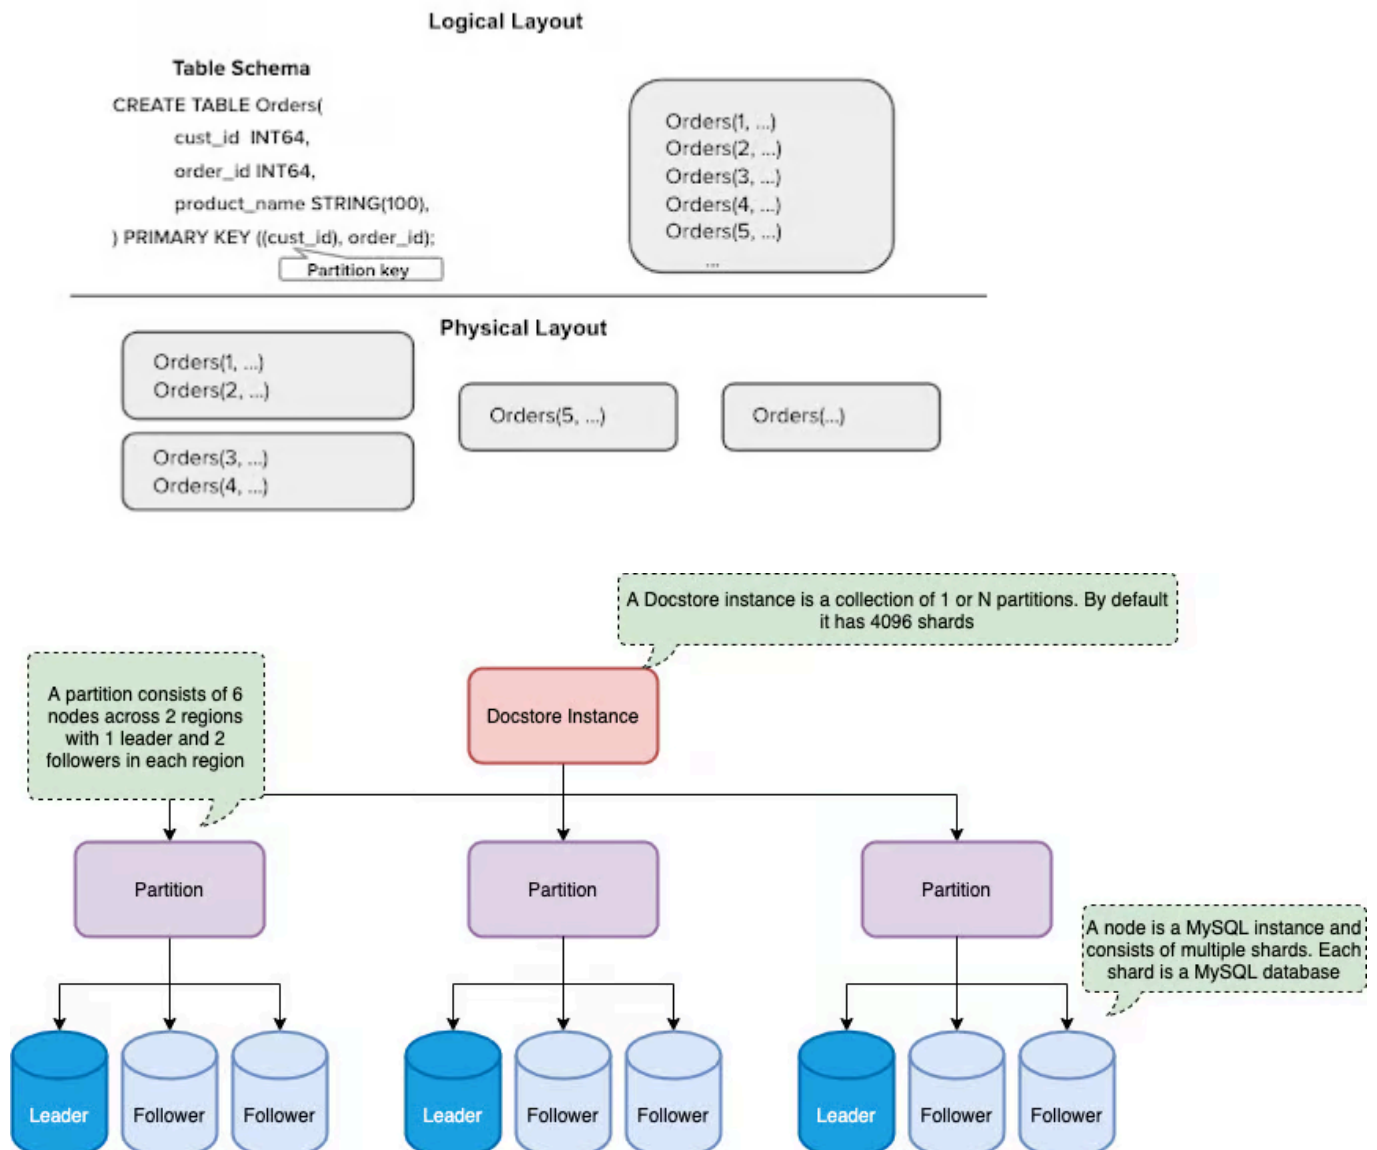 Logical Layout
Table Schema
CREATE TABLE Orders(
cust_id INT64,
order_id INT64,
product_name STRING(100),
) PRIMARY KEY ((cust_id), order_id);
Partition key
Orders(1, ...)
Orders(2, ...)
Orders(3, ...)
Orders(4, ...)
Orders(5, ...)
...
Physical Layout
Orders(1, ...)
Orders(2, ...)
Orders(3, ...)
Orders(4, ...)
Orders(5, ...)
Orders(...)
A Docstore instance is a collection of 1 or N partitions. By default
it has 4096 shards
A partition consists of 6
nodes across 2 regions
with 1 leader and 2
followers in each region
Docstore Instance
Partition
Partition
Partition
A node is a MySQL instance and
consists of multiple shards. Each
shard is a MySQL database
Leader
Follower
Follower
Leader
Follower
Follower
Leader
Follower
Follower